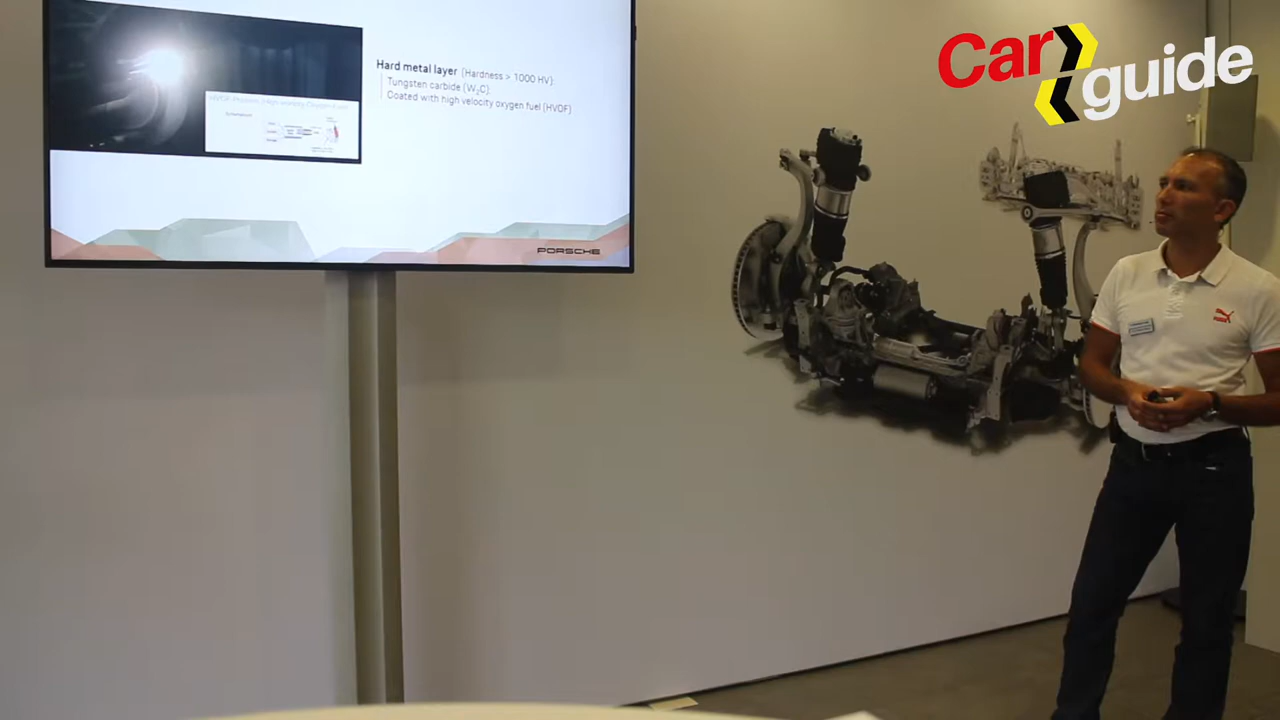 Car
guide
Hard metal layer (Hardness > 1000 HV):
Tungsten carbide (W₂C);
Coated with high velocity oxygen fuel (HVOF)
PORSCHE
PUMA